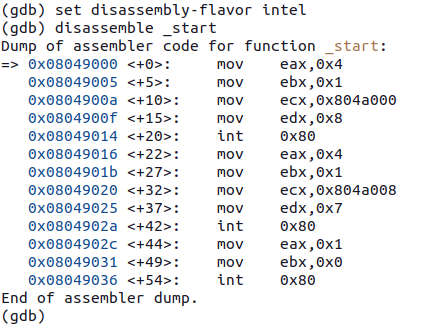 (gdb) set disassembly-flavor intel
(gdb) disassemble _start
Dump of assembler code for function _start:
=> 0x08049000 <+0>:     mov    eax,0x4
   0x08049005 <+5>:     mov    ebx,0x1
   0x0804900a <+10>:    mov    ecx,0x804a000
   0x0804900f <+15>:    mov    edx,0x8
   0x08049014 <+20>:    int    0x80
   0x08049016 <+22>:    mov    eax,0x4
   0x0804901b <+27>:    mov    ebx,0x1
   0x08049020 <+32>:    mov    ecx,0x804a008
   0x08049025 <+37>:    mov    edx,0x7
   0x0804902a <+42>:    int    0x80
   0x0804902c <+44>:    mov    eax,0x1
   0x08049031 <+49>:    mov    ebx,0x0
   0x08049036 <+54>:    int    0x80
End of assembler dump.
(gdb)